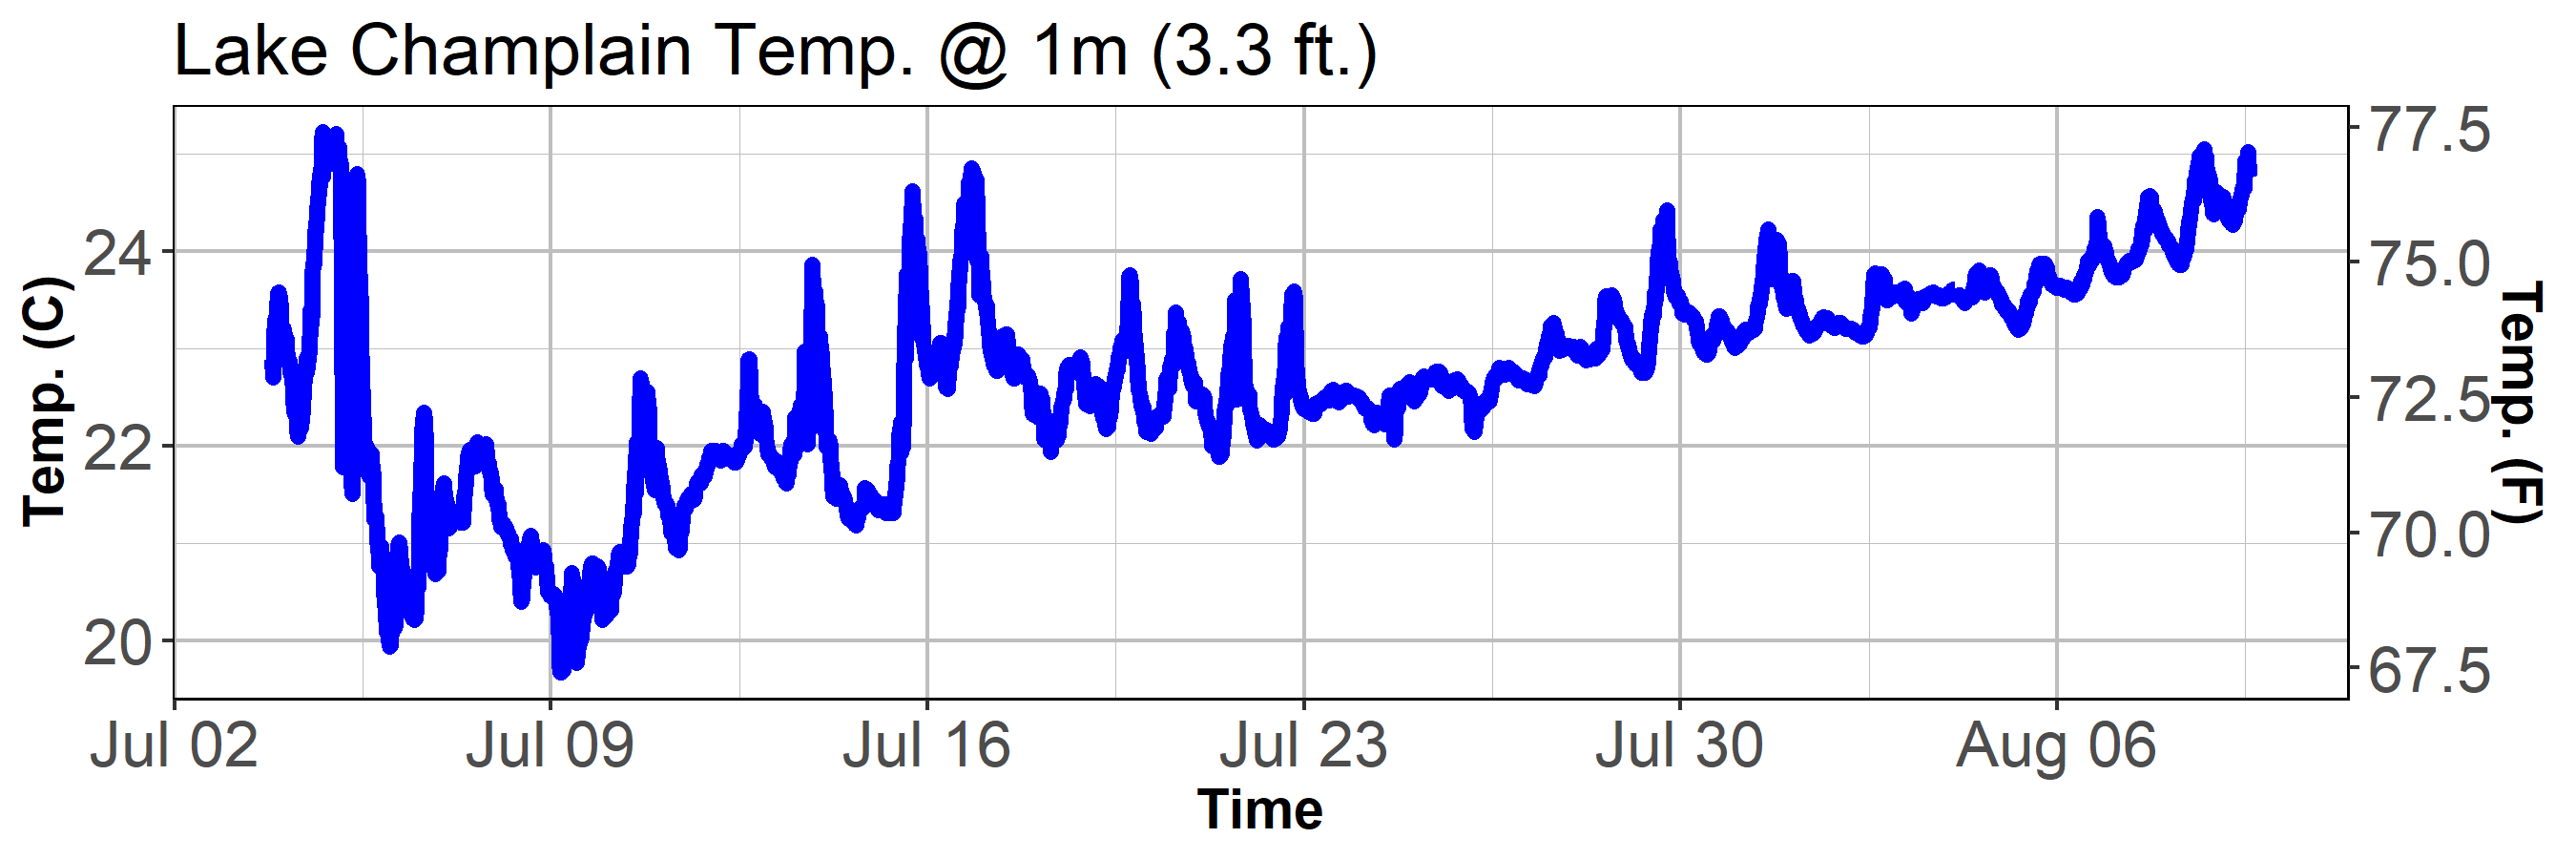 Lake Champlain Temp. @ 1m (3.3 ft.)
Temp. (C)
24
22
20
77.5
75.0
72.5
70.0
67.5
Temp. (F)
Jul 02 Jul 09 Jul 16 Jul 23 Jul 30 Aug 06
Time